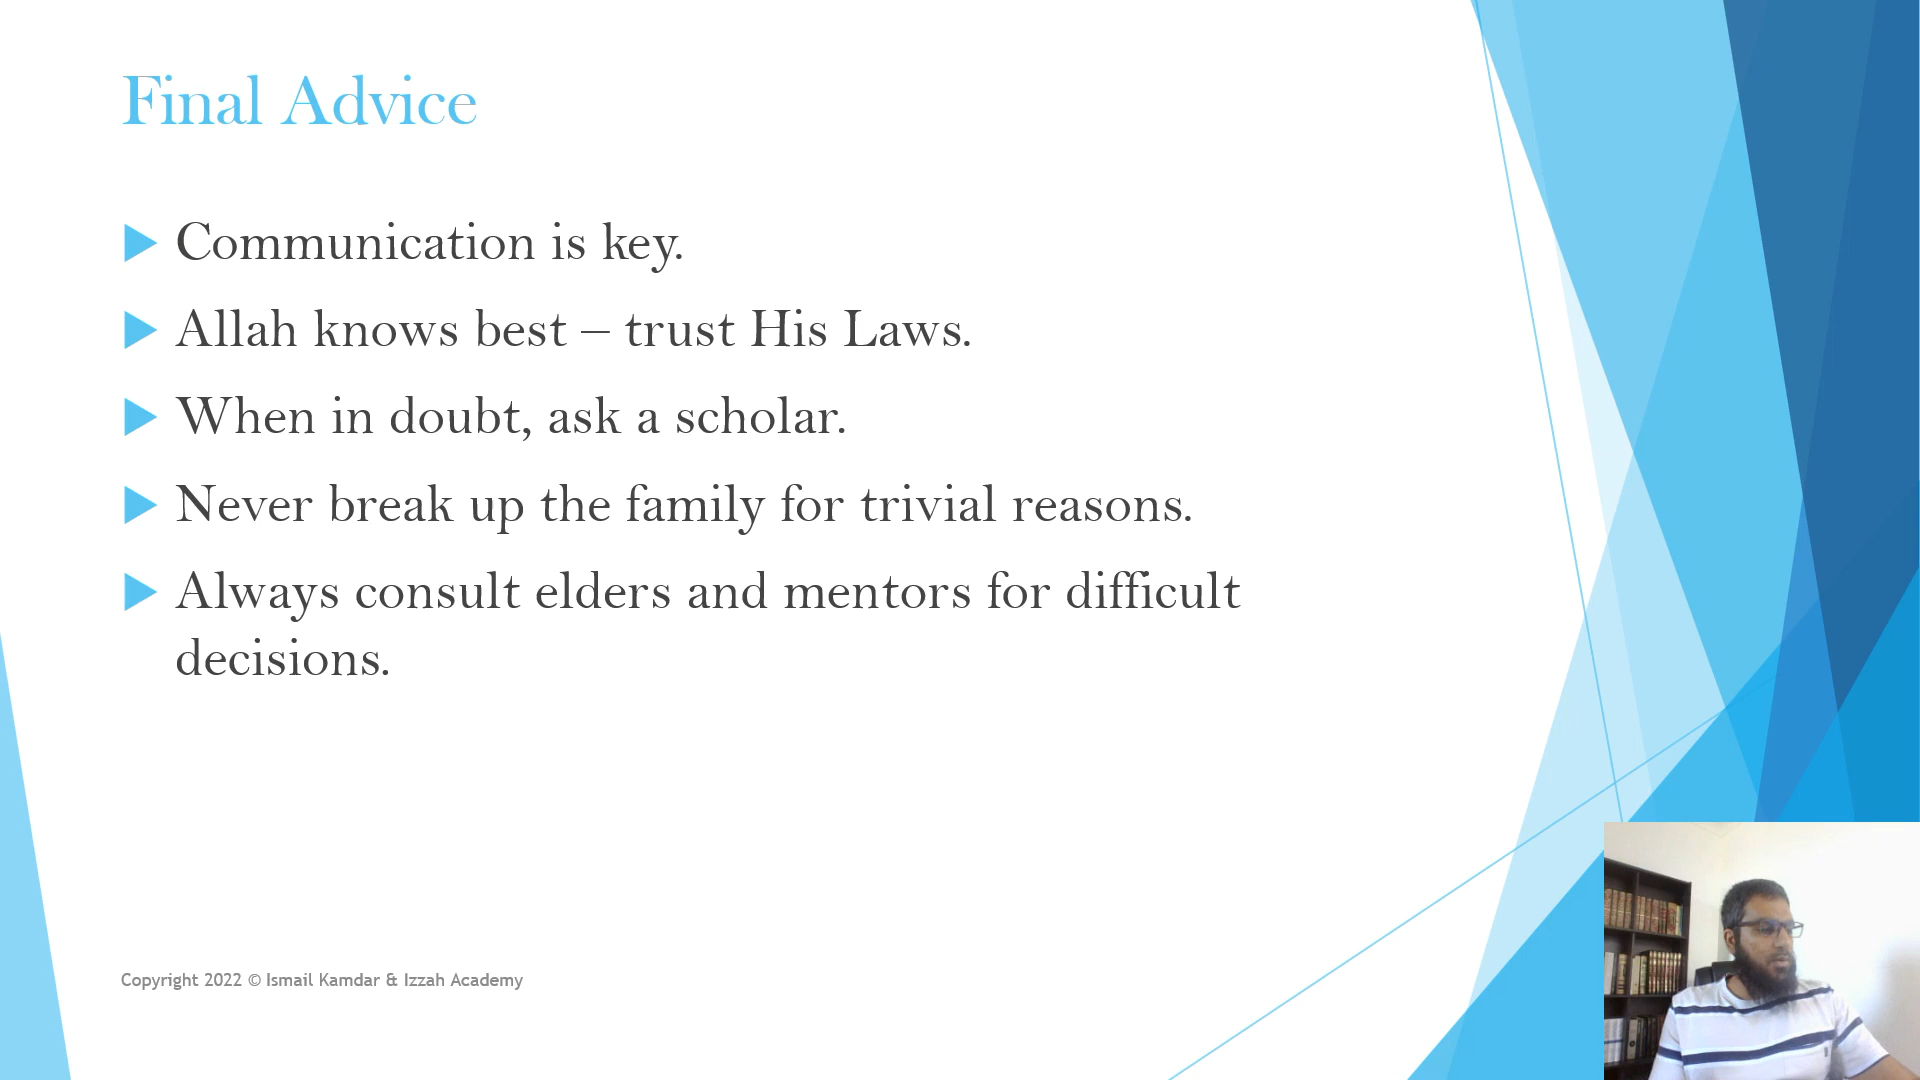 Final Advice
Communication is key.
Allah knows best – trust His Laws.
When in doubt, ask a scholar.
Never break up the family for trivial reasons.
Always consult elders and mentors for difficult
decisions.
Copyright 2022 © Ismail Kamdar & Izzah Academy